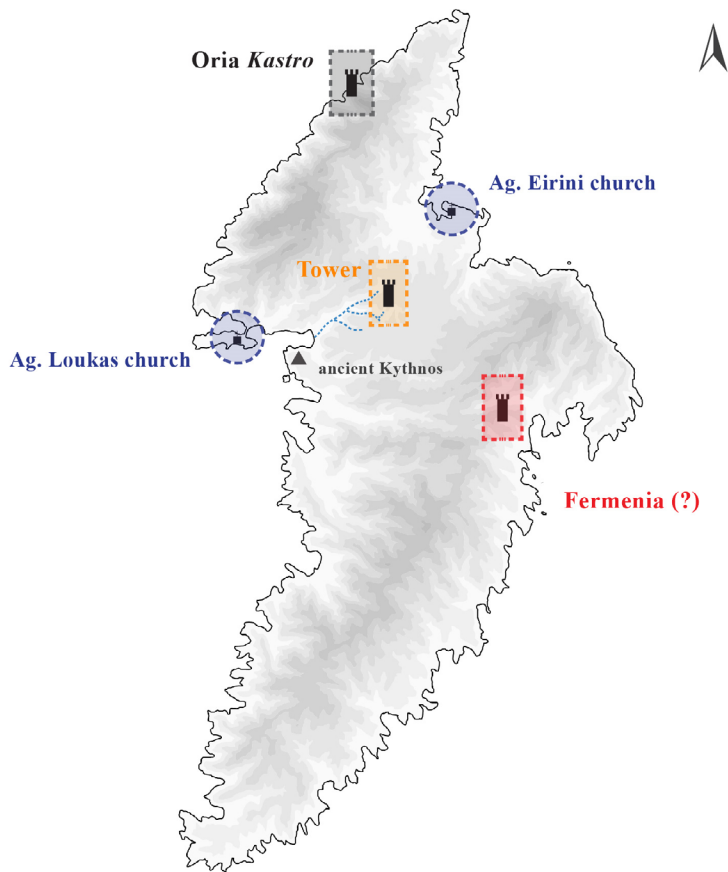 Oria Kastro
Ag. Eirini church
Tower
Ag. Loukas church
ancient Kythnos
Fermenia (?)